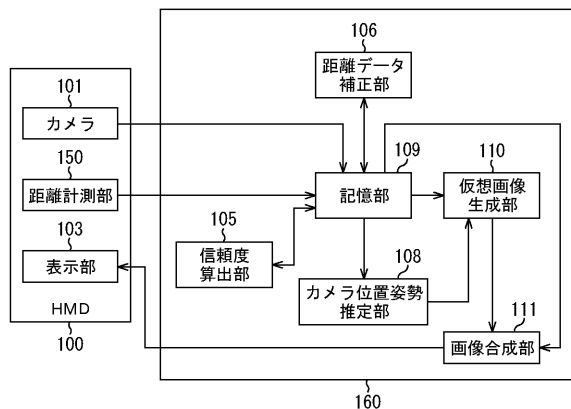 106
距離データ
補正部
101
カメラ
150
距離計測部
103
表示部
HMD
100
109
記憶部
110
仮想画像
生成部
105
信頼度
算出部
108
カメラ位置姿勢
推定部
111
画像合成部
160